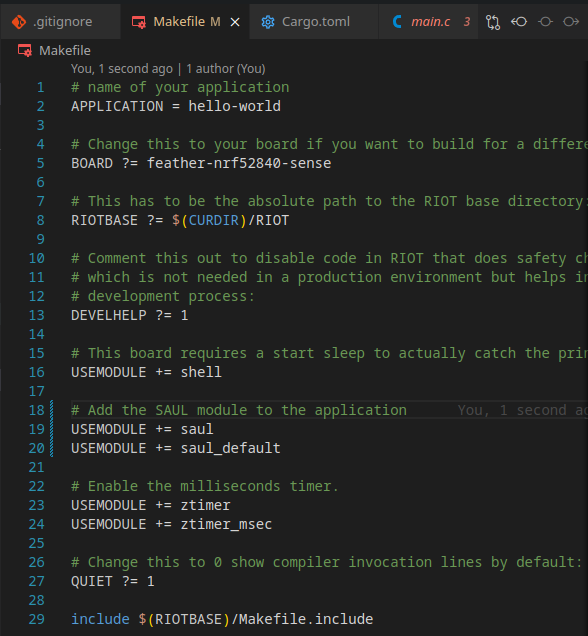 .gitignore
Makefile M
Cargo.toml
main.c 3
Makefile
You, 1 second ago | 1 author (You)
1 # name of your application
2 APPLICATION = hello-world
3
4 # Change this to your board if you want to build for a
5 BOARD ?= feather-nrf52840-sense
6
7 # This has to be the absolute path to the RIOT base directory:
8 RIOTBASE ?= $(CURDIR)/RIOT
9
10 # Comment this out to disable code in RIOT that does safety
11 # which is not needed in a production environment but helps in
12 # development process:
13 DEVELHELP ?= 1
14
15 # This board requires a start sleep to actually catch the
16 USEMODULE += shell
17
18 # Add the SAUL module to the application You, 1 second
19 USEMODULE += saul
20 USEMODULE += saul_default
21
22 # Enable the milliseconds timer.
23 USEMODULE += ztimer
24 USEMODULE += ztimer_msec
25
26 # Change this to 0 show compiler invocation lines by default:
27 QUIET ?= 1
28
29 include $(RIOTBASE)/Makefile.include